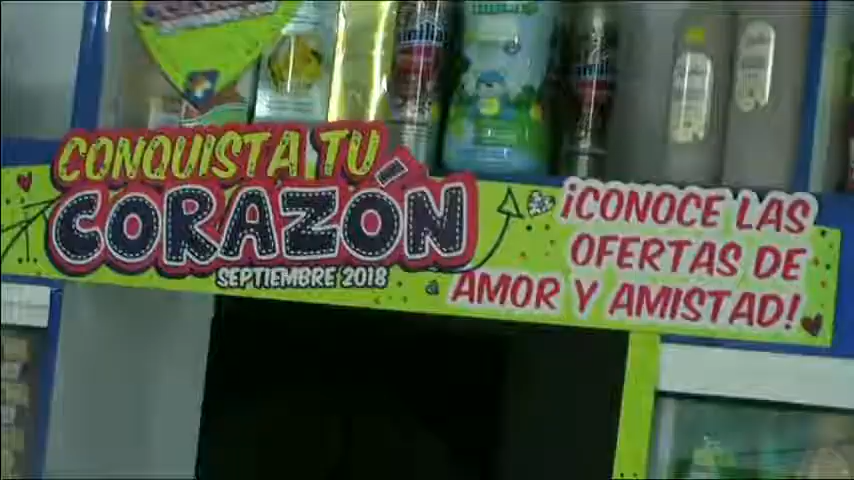 CONQUISTA TU
CORAZÓN
SEPTIEMBRE 2018
¡CONOCE LAS
OFERTAS DE
AMOR Y AMISTAD!